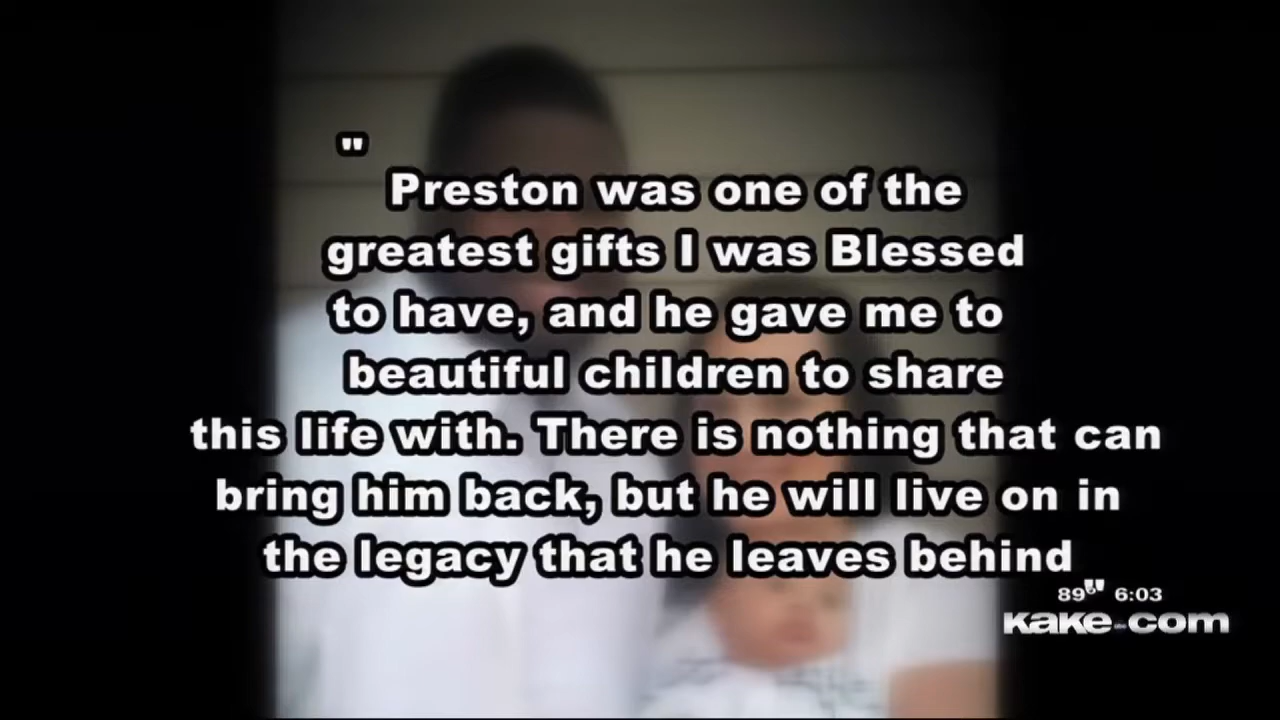 "
Preston was one of the
greatest gifts I was Blessed
to have, and he gave me to
beautiful children to share
this life with. There is nothing that can
bring him back, but he will live on in
the legacy that he leaves behind
"
89° 6:03
KaKe.com